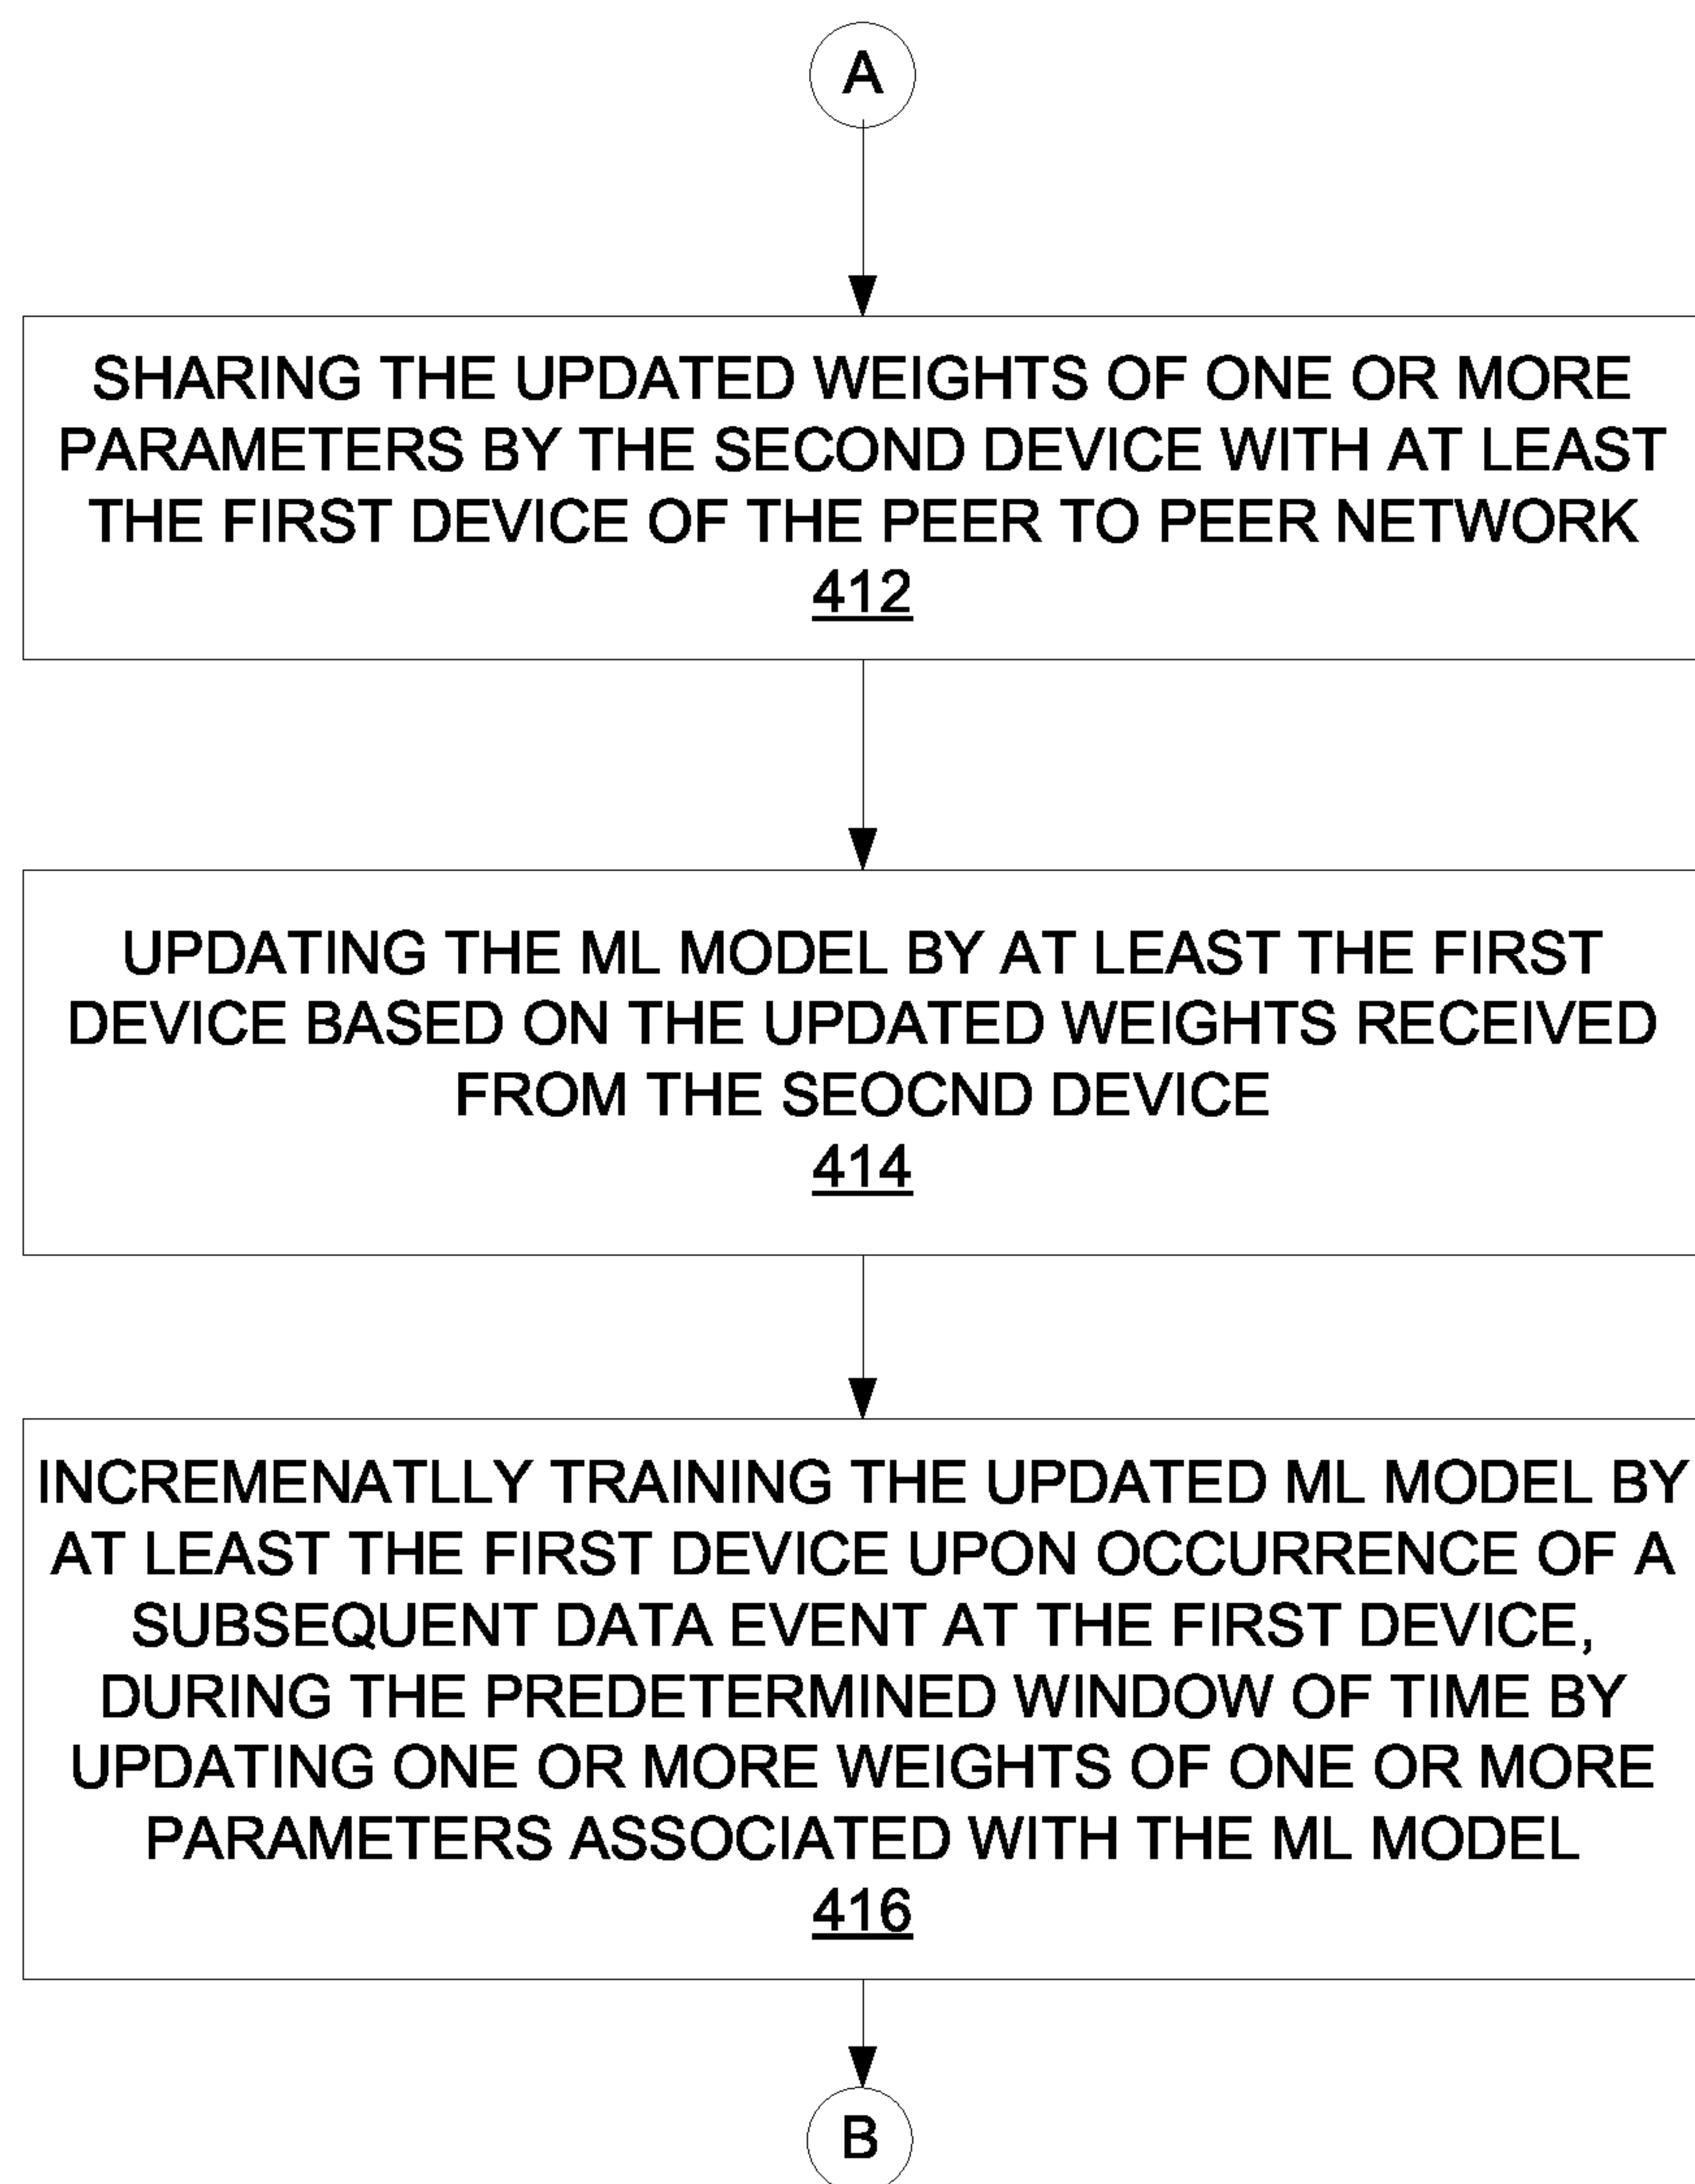 A
SHARING THE UPDATED WEIGHTS OF ONE OR MORE
PARAMETERS BY THE SECOND DEVICE WITH AT LEAST
THE FIRST DEVICE OF THE PEER TO PEER NETWORK
412
UPDATING THE ML MODEL BY AT LEAST THE FIRST
DEVICE BASED ON THE UPDATED WEIGHTS RECEIVED
FROM THE SEOCND DEVICE
414
INCREMENATLLY TRAINING THE UPDATED ML MODEL BY
AT LEAST THE FIRST DEVICE UPON OCCURRENCE OF A
SUBSEQUENT DATA EVENT AT THE FIRST DEVICE,
DURING THE PREDETERMINED WINDOW OF TIME BY
UPDATING ONE OR MORE WEIGHTS OF ONE OR MORE
PARAMETERS ASSOCIATED WITH THE ML MODEL
416
B